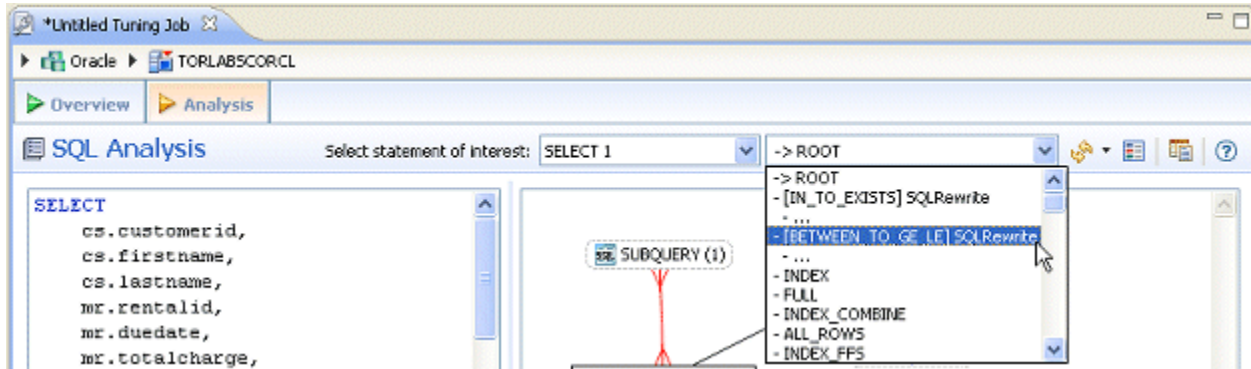 *Untitled Tuning Job
Oracle TORLABSCORCL
Overview Analysis
SQL Analysis Select statement of interest: SELECT 1 -> ROOT
-> ROOT
- [IN_TO_EXISTS] SQLRewrite
- ...
- [BETWEEN_TO_GE_LE] SQLRewrite
- ...
- INDEX
- FULL
- INDEX_COMBINE
- ALL_ROWS
- INDEX_FFS
SELECT
cs.customerid,
cs.firstname,
cs.lastname,
mr.rentalid,
mr.duedate,
mr.totalcharge,
SUBQUERY (1)